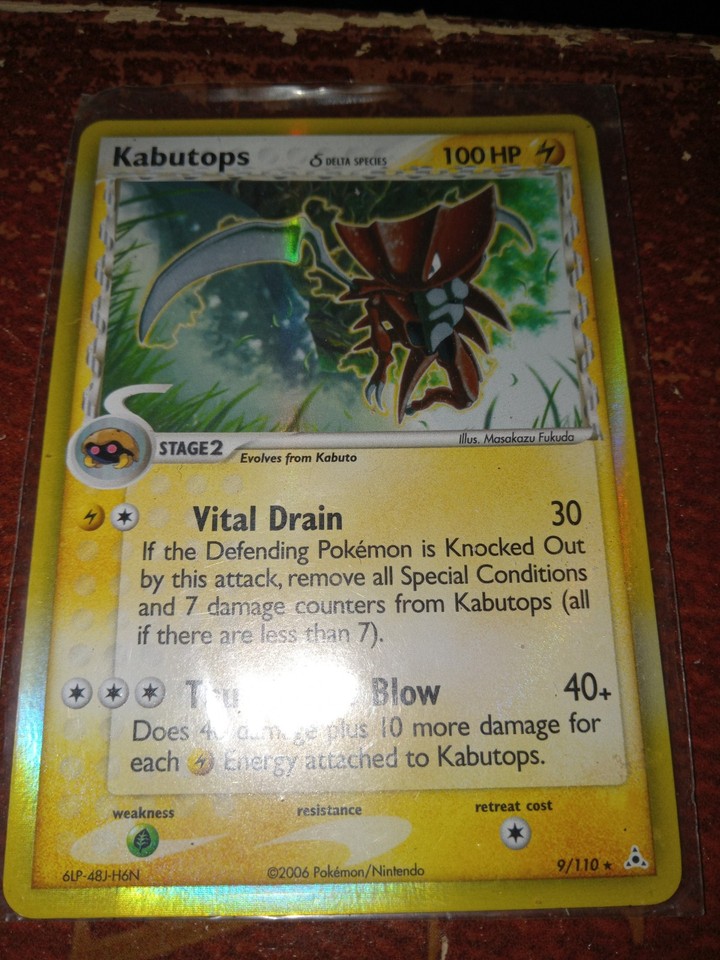 Kabutops δ DELTA SPECIES 100 HP
Illus. Masakazu Fukuda
STAGE2
Evolves from Kabuto
Vital Drain 30
If the Defending Pokémon is Knocked Out
by this attack, remove all Special Conditions
and 7 damage counters from Kabutops (all
if there are less than 7).
Blow 40+
Does 40 damage plus 10 more damage for
each Energy attached to Kabutops.
weakness resistance retreat cost
6LP-48J-H6N ©2006 Pokémon/Nintendo 9/110 ★